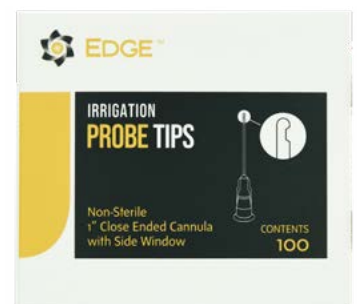 EDGE™
IRRIGATION
PROBE TIPS
Non-Sterile
1" Close Ended Cannula
with Side Window
CONTENTS
100